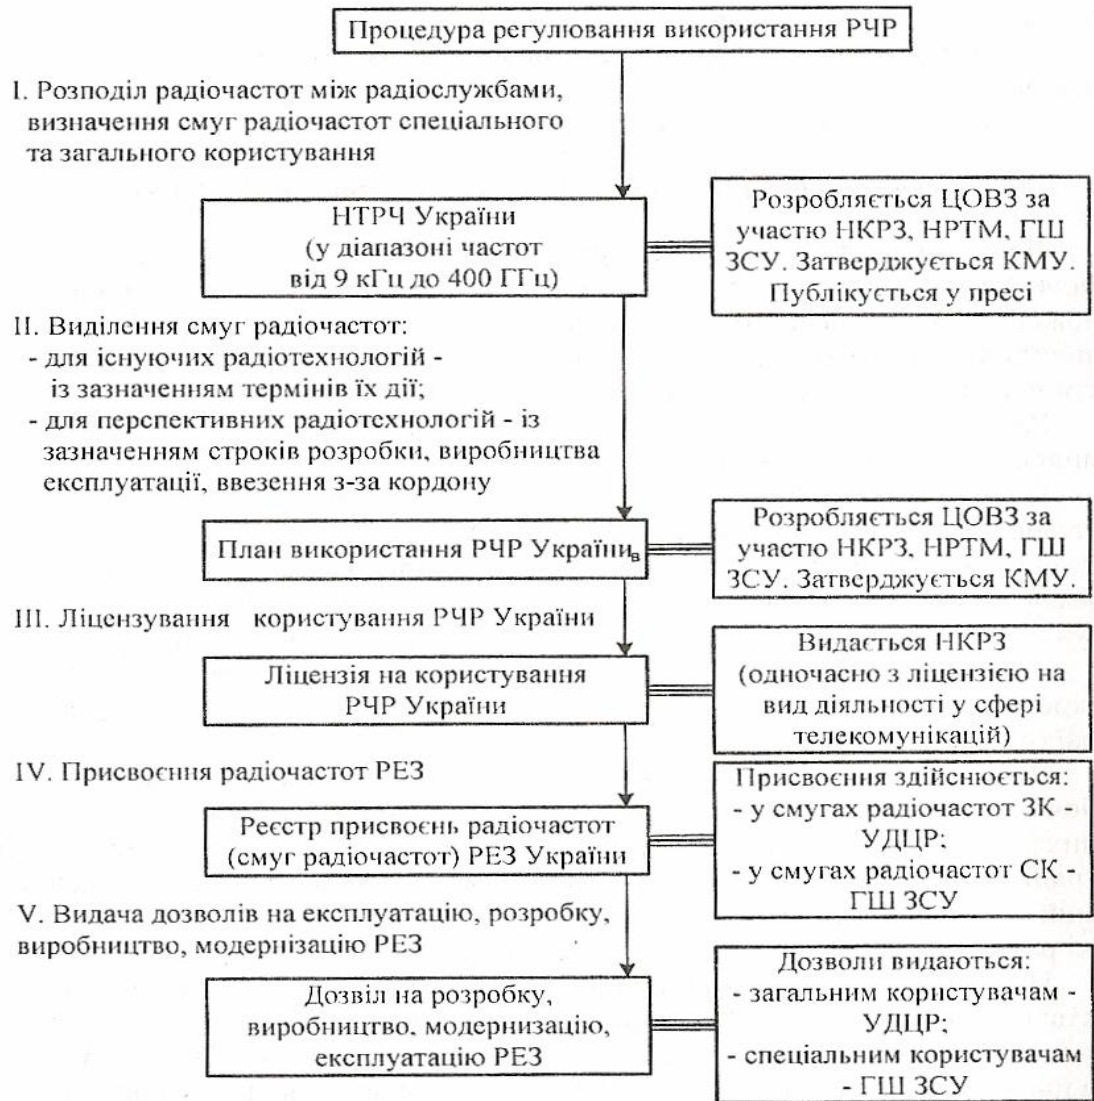 Процедура регулювання використання РЧР
І. Розподіл радіочастот між радіослужбами,
визначення смуг радіочастот спеціального
та загального користування
НТРЧ України
(у діапазоні частот
від 9 кГц до 400 ГГц)
Розробляється ЦОВЗ за
участю НКРЗ, НРТМ, ГШ
ЗСУ. Затверджується КМУ.
Публікується у пресі
ІІ. Виділення смуг радіочастот:
- для існуючих радіотехнологій -
із зазначенням термінів їх дії;
- для перспективних радіотехнологій - із
зазначенням строків розробки, виробництва
експлуатації, ввезення з-за кордону
План використання РЧР Українив
Розробляється ЦОВЗ за
участю НКРЗ, НРТМ, ГШ
ЗСУ. Затверджується КМУ.
ІІІ. Ліцензування користування РЧР України
Ліцензія на користування
РЧР України
Видається НКРЗ
(одночасно з ліцензією на
вид діяльності у сфері
телекомунікацій)
ІV. Присвоєння радіочастот РЕЗ
Реєстр присвоєнь радіочастот
(смуг радіочастот) РЕЗ України
Присвоєння здійснюється:
- у смугах радіочастот ЗК -
УДЦР;
- у смугах радіочастот СК -
ГШ ЗСУ
V. Видача дозволів на експлуатацію, розробку,
виробництво, модернізацію РЕЗ
Дозвіл на розробку,
виробництво, модернизацію,
експлуатацію РЕЗ
Дозволи видаються:
- загальним користувачам -
УДЦР;
- спеціальним користувачам
- ГШ ЗСУ